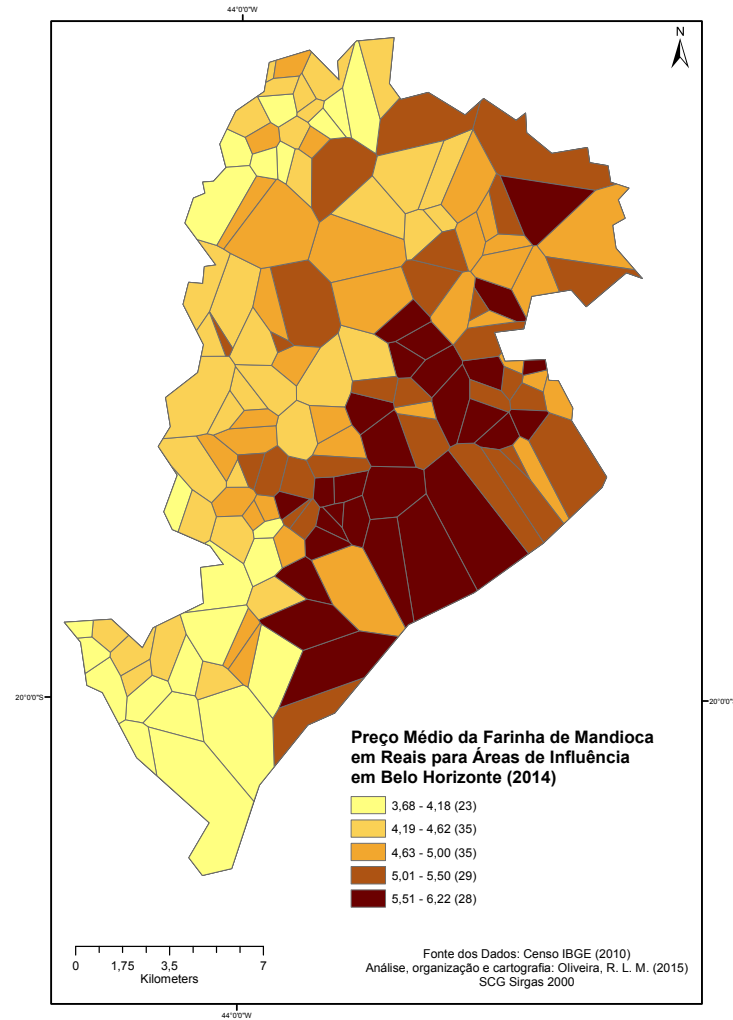 44°0'0"W
N
20°0'0"S
20°0'0"S
Preço Médio da Farinha de Mandioca
em Reais para Áreas de Influência
em Belo Horizonte (2014)
3,68 - 4,18 (23)
4,19 - 4,62 (35)
4,63 - 5,00 (35)
5,01 - 5,50 (29)
5,51 - 6,22 (28)
0 1,75 3,5 7
Kilometers
Fonte dos Dados: Censo IBGE (2010)
Análise, organização e cartografia: Oliveira, R. L. M. (2015)
SCG Sirgas 2000
44°0'0"W